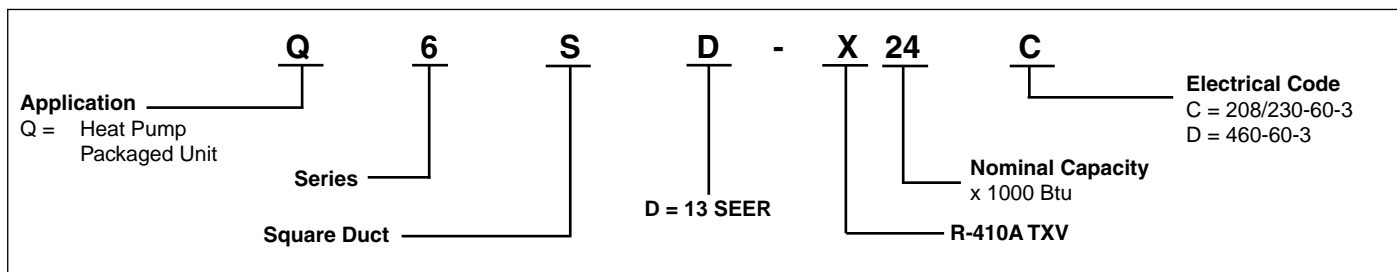 Q 6 S D - X 24 C
Application
Q = Heat Pump
Packaged Unit
Series
Square Duct
D = 13 SEER
Electrical Code
C = 208/230-60-3
D = 460-60-3
Nominal Capacity
x 1000 Btu
R-410A TXV